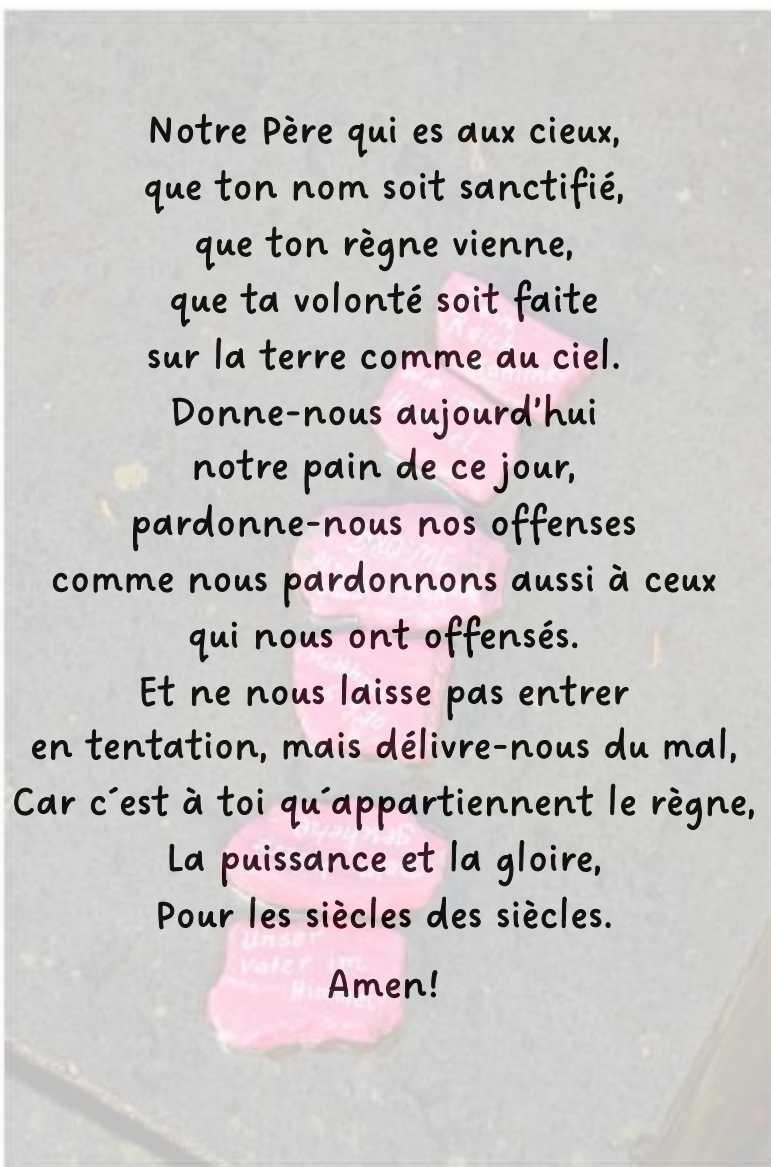 Notre Père qui es aux cieux,
que ton nom soit sanctifié,
que ton règne vienne,
que ta volonté soit faite
sur la terre comme au ciel.
Donne-nous aujourd'hui
notre pain de ce jour,
pardonne-nous nos offenses
comme nous pardonnons aussi à ceux
qui nous ont offensés.
Et ne nous laisse pas entrer
en tentation, mais délivre-nous du mal,
Car c´est à toi qu´appartiennent le règne,
La puissance et la gloire,
Pour les siècles des siècles.
Amen!
Unser
Vater im
Himmel